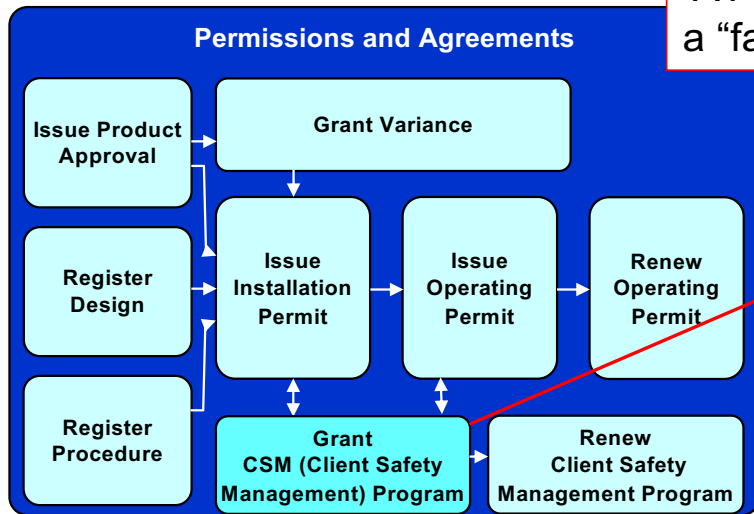 a “fa
Permissions and Agreements
Issue Product
Approval
Grant Variance
Register
Design
Issue
Installation
Permit
Issue
Operating
Permit
Renew
Operating
Permit
Register
Procedure
Grant
CSM (Client Safety
Management) Program
Renew
Client Safety
Management Program